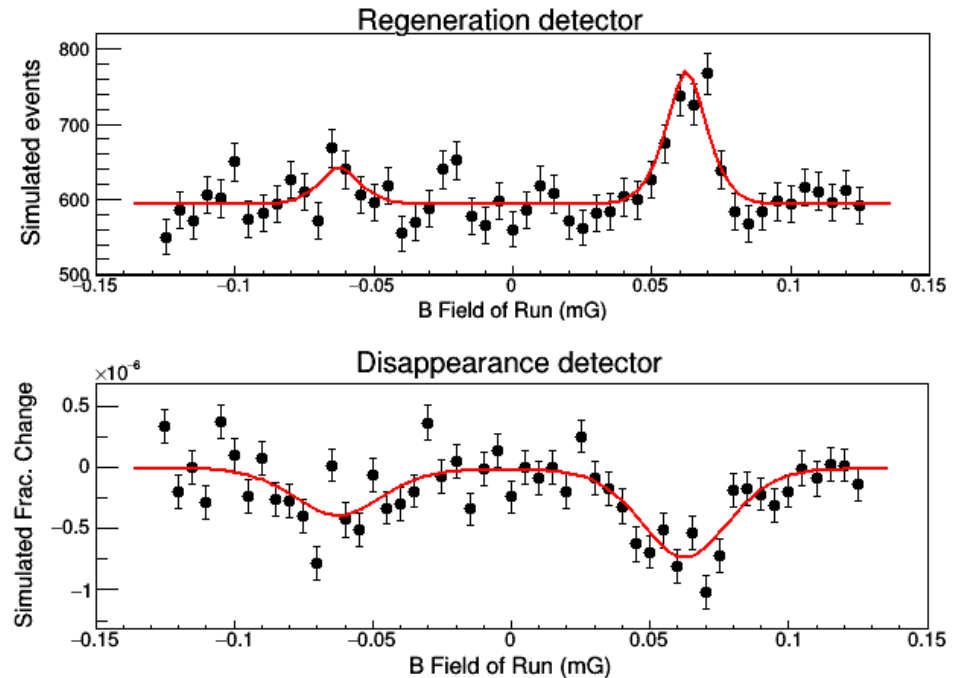 Regeneration detector
Simulated events
800
700
600
500
−0.15 −0.1 −0.05 0 0.05 0.1 0.15
B Field of Run (mG)
Disappearance detector
×10⁻⁶
Simulated Frac. Change
0.5
0
−0.5
−1
−0.15 −0.1 −0.05 0 0.05 0.1 0.15
B Field of Run (mG)